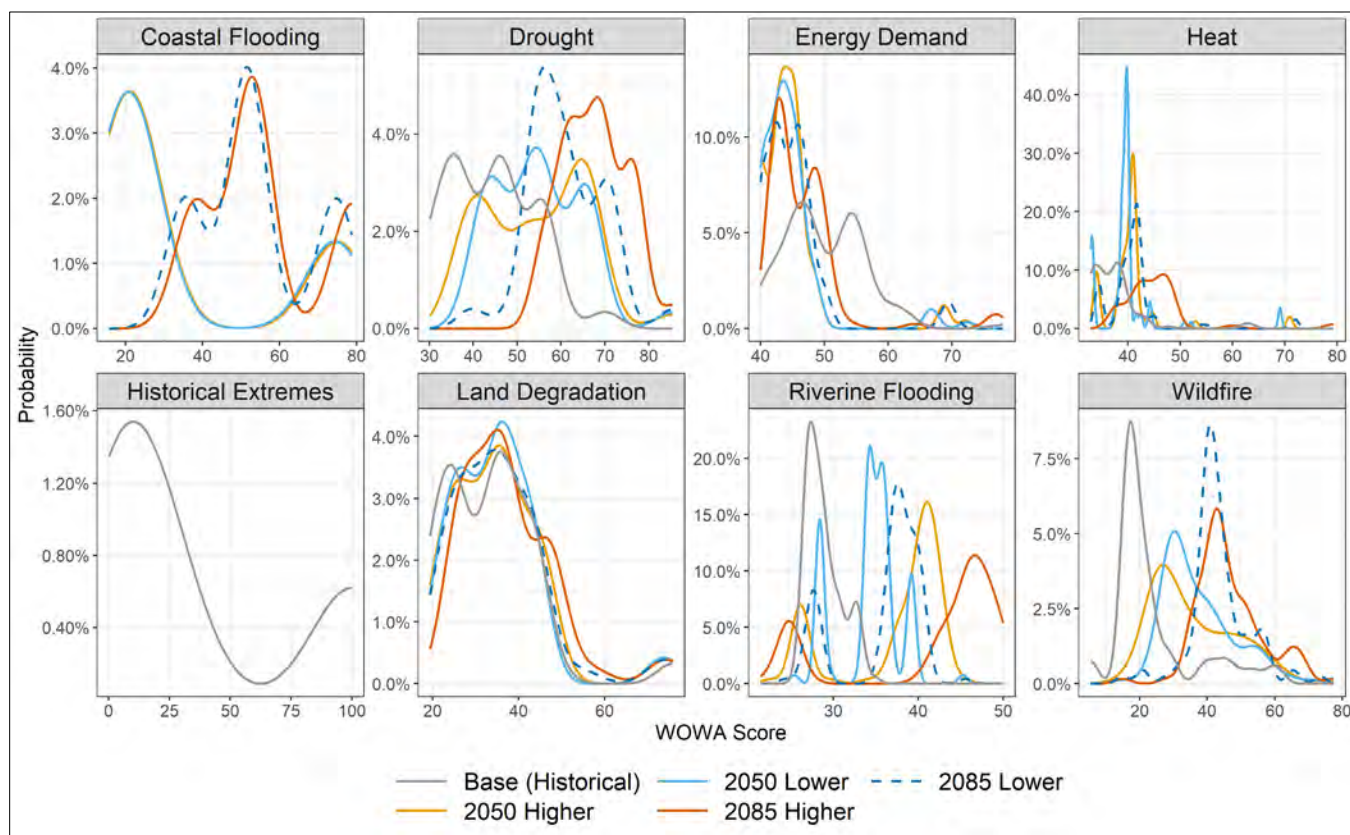 Coastal Flooding
Drought
Energy Demand
Heat
4.0%
3.0%
2.0%
1.0%
0.0%
20 40 60 80
4.0%
2.0%
0.0%
30 40 50 60 70 80
10.0%
5.0%
0.0%
40 50 60 70
40.0%
30.0%
20.0%
10.0%
0.0%
40 50 60 70 80
Probability
Historical Extremes
Land Degradation
Riverine Flooding
Wildfire
1.60%
1.20%
0.80%
0.40%
0 25 50 75 100
4.0%
3.0%
2.0%
1.0%
0.0%
20 40 60
20.0%
15.0%
10.0%
5.0%
0.0%
30 40 50
7.5%
5.0%
2.5%
0.0%
20 40 60 80
WOWA Score
Base (Historical) 2050 Lower 2085 Lower
2050 Higher 2085 Higher